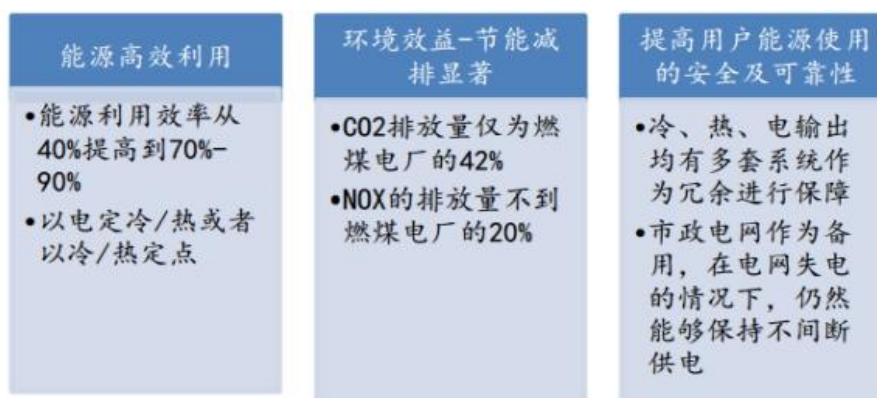 能源高效利用
•能源利用效率从
40%提高到70%-
90%
•以电定冷/热或者
以冷/热定点
环境效益-节能减
排显著
•CO2排放量仅为燃
煤电厂的42%
•NOX的排放量不到
燃煤电厂的20%
提高用户能源使用
的安全及可靠性
•冷、热、电输出
均有多套系统作
为冗余进行保障
•市政电网作为备
用，在电网失电
的情况下，仍然
能够保持不间断
供电